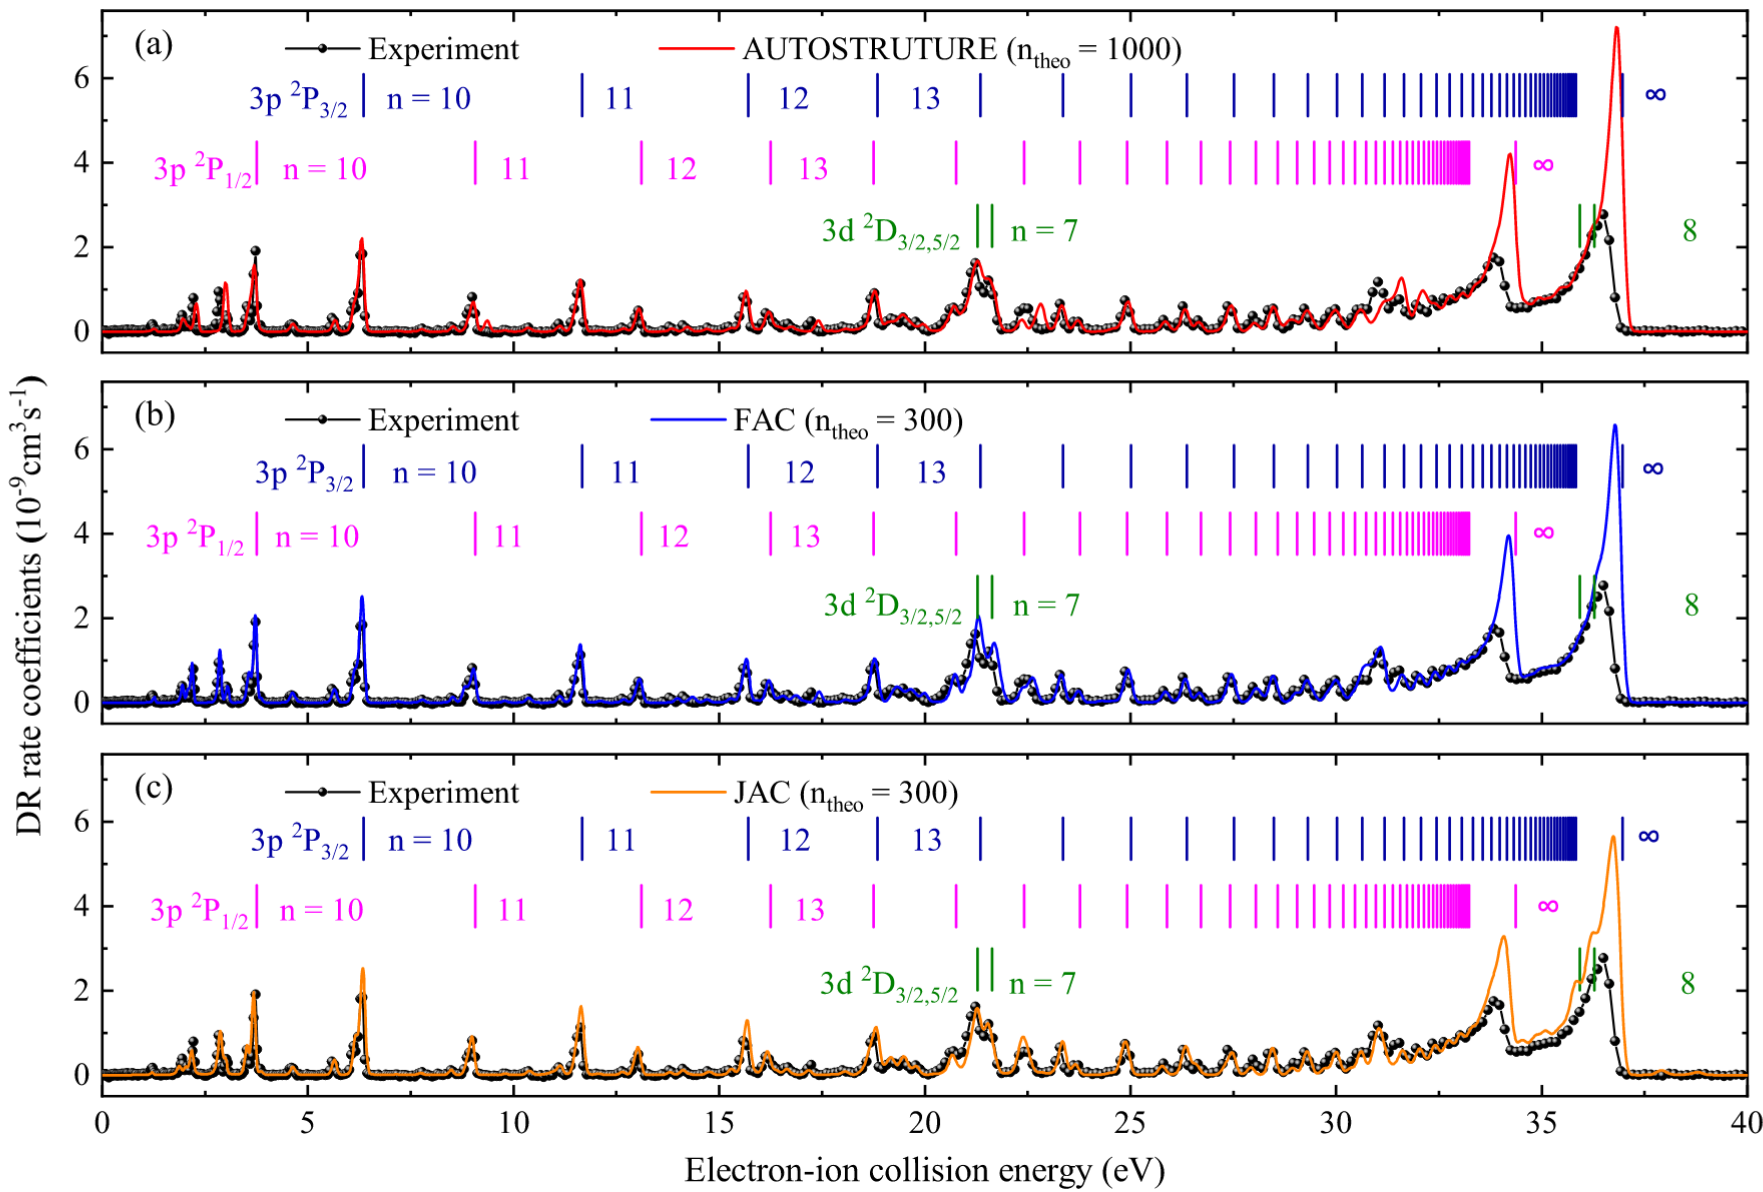 (a) Experiment AUTOSTRUTURE (n_theo = 1000)
6 3p ²P₃/₂ n = 10 11 12 13 ∞
4 3p ²P₁/₂ n = 10 11 12 13 ∞
2 3d ²D₃/₂,₅/₂ n = 7 8
0
(b) Experiment FAC (n_theo = 300)
6 3p ²P₃/₂ n = 10 11 12 13 ∞
4 3p ²P₁/₂ n = 10 11 12 13 ∞
2 3d ²D₃/₂,₅/₂ n = 7 8
0
DR rate coefficients (10⁻⁹cm³s⁻¹)
(c) Experiment JAC (n_theo = 300)
6 3p ²P₃/₂ n = 10 11 12 13 ∞
4 3p ²P₁/₂ n = 10 11 12 13 ∞
2 3d ²D₃/₂,₅/₂ n = 7 8
0
0 5 10 15 20 25 30 35 40
Electron-ion collision energy (eV)